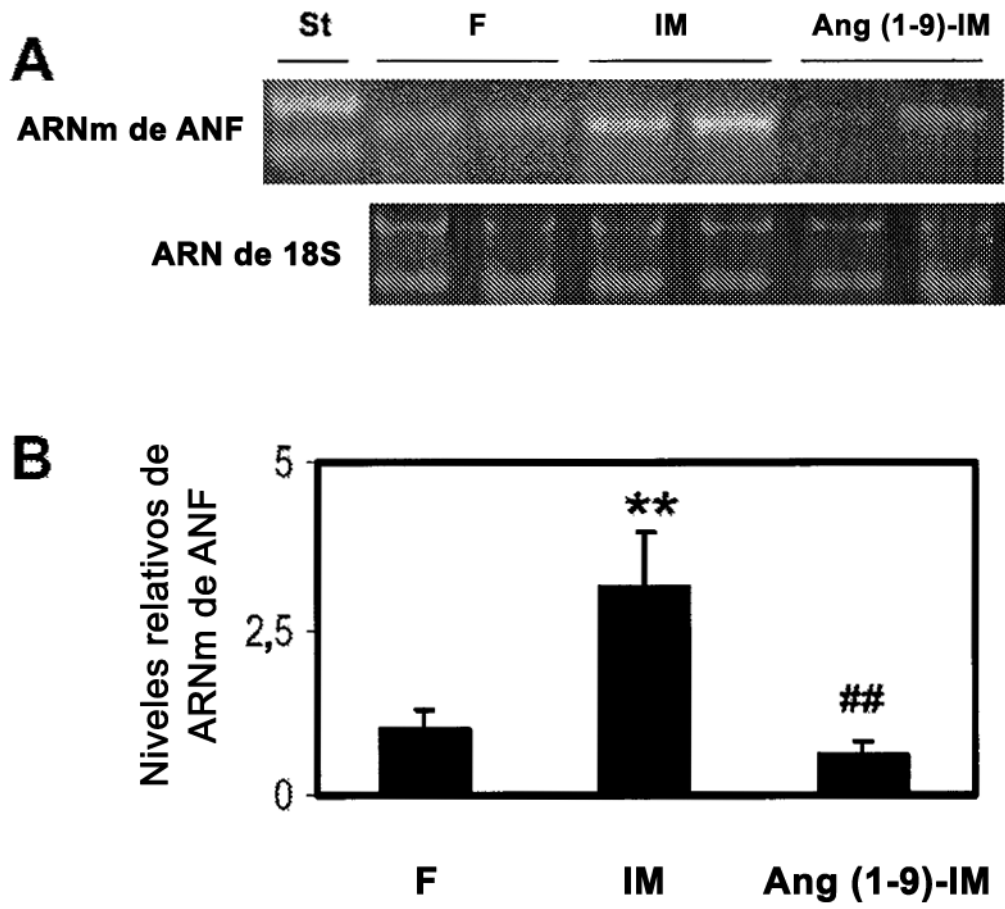 A
St F IM Ang (1-9)-IM
ARNm de ANF
ARN de 18S
B
Niveles relativos de
ARNm de ANF
5
2,5
0
**
##
F IM Ang (1-9)-IM